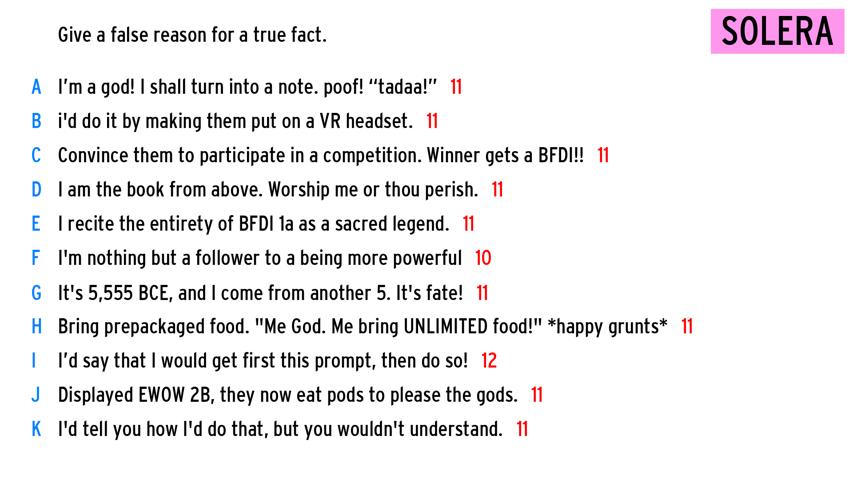 Give a false reason for a true fact.
SOLERA
A I’m a god! I shall turn into a note. poof! “tadaa!” 11
B i'd do it by making them put on a VR headset. 11
C Convince them to participate in a competition. Winner gets a BFDI!! 11
D I am the book from above. Worship me or thou perish. 11
E I recite the entirety of BFDI 1a as a sacred legend. 11
F I'm nothing but a follower to a being more powerful 10
G It's 5,555 BCE, and I come from another 5. It's fate! 11
H Bring prepackaged food. "Me God. Me bring UNLIMITED food!" *happy grunts* 11
I I’d say that I would get first this prompt, then do so! 12
J Displayed EWOW 2B, they now eat pods to please the gods. 11
K I'd tell you how I'd do that, but you wouldn't understand. 11